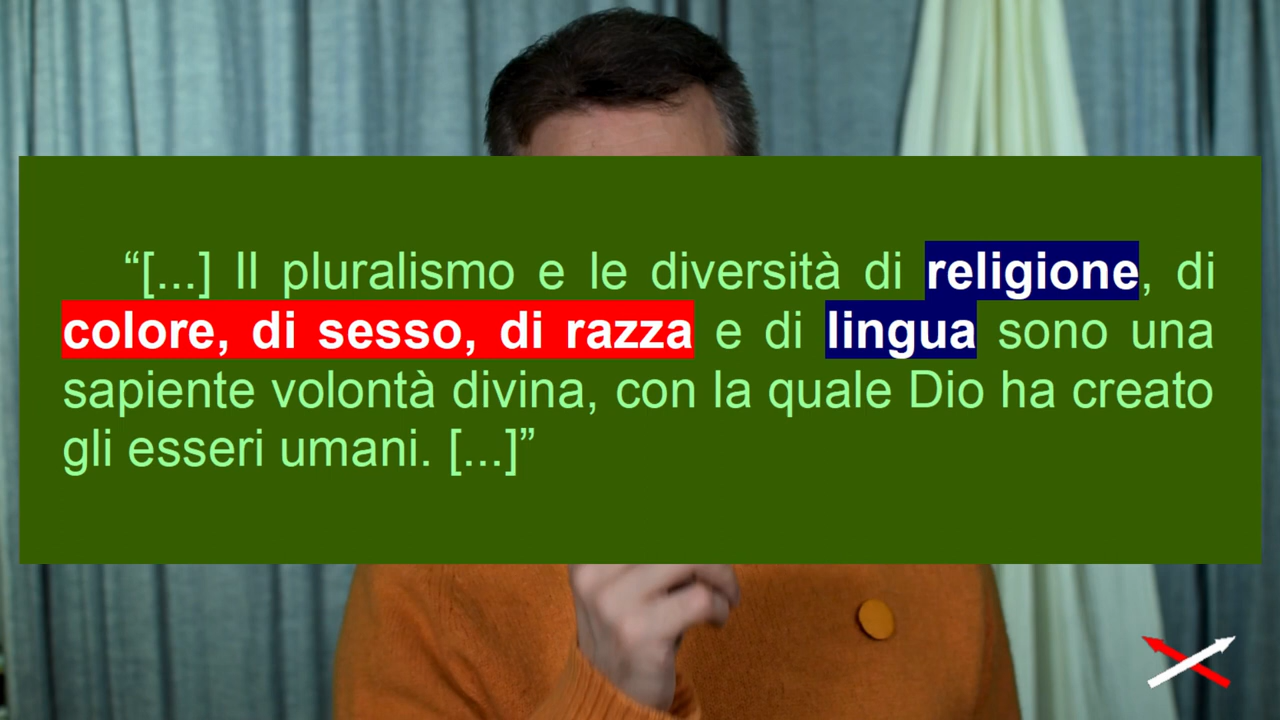 “[...] Il pluralismo e le diversità di religione, di
colore, di sesso, di razza e di lingua sono una
sapiente volontà divina, con la quale Dio ha creato
gli esseri umani. [...]”